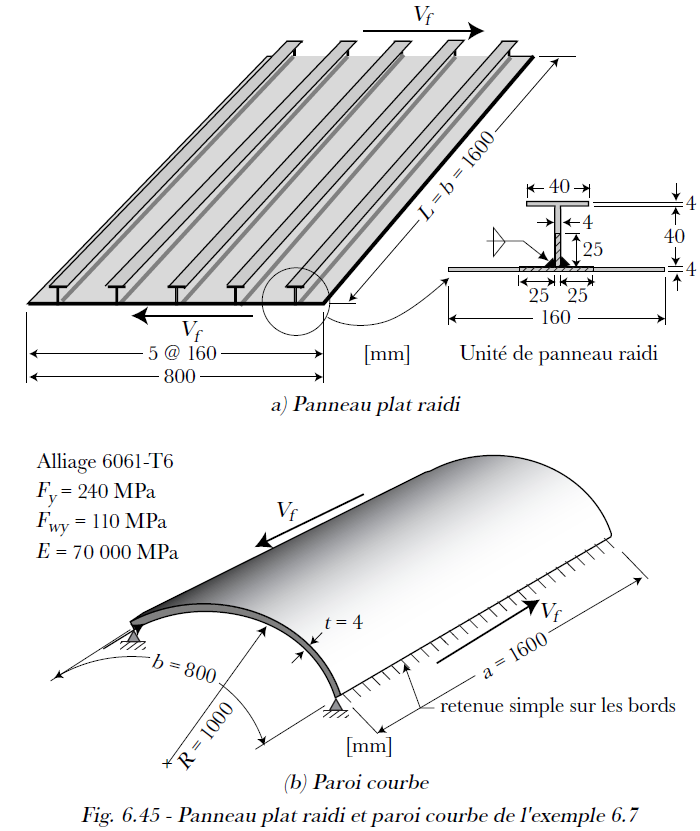 V_f
L = b = 1600
40
4
4
40
25
4
25 25
160
V_f
5 @ 160
800
[mm]
Unité de panneau raidi
a) Panneau plat raidi
Alliage 6061-T6
F_y = 240 MPa
F_wy = 110 MPa
E = 70 000 MPa
V_f
t = 4
V_f
b = 800
a = 1600
R = 1000
retenue simple sur les bords
[mm]
(b) Paroi courbe
Fig. 6.45 - Panneau plat raidi et paroi courbe de l'exemple 6.7